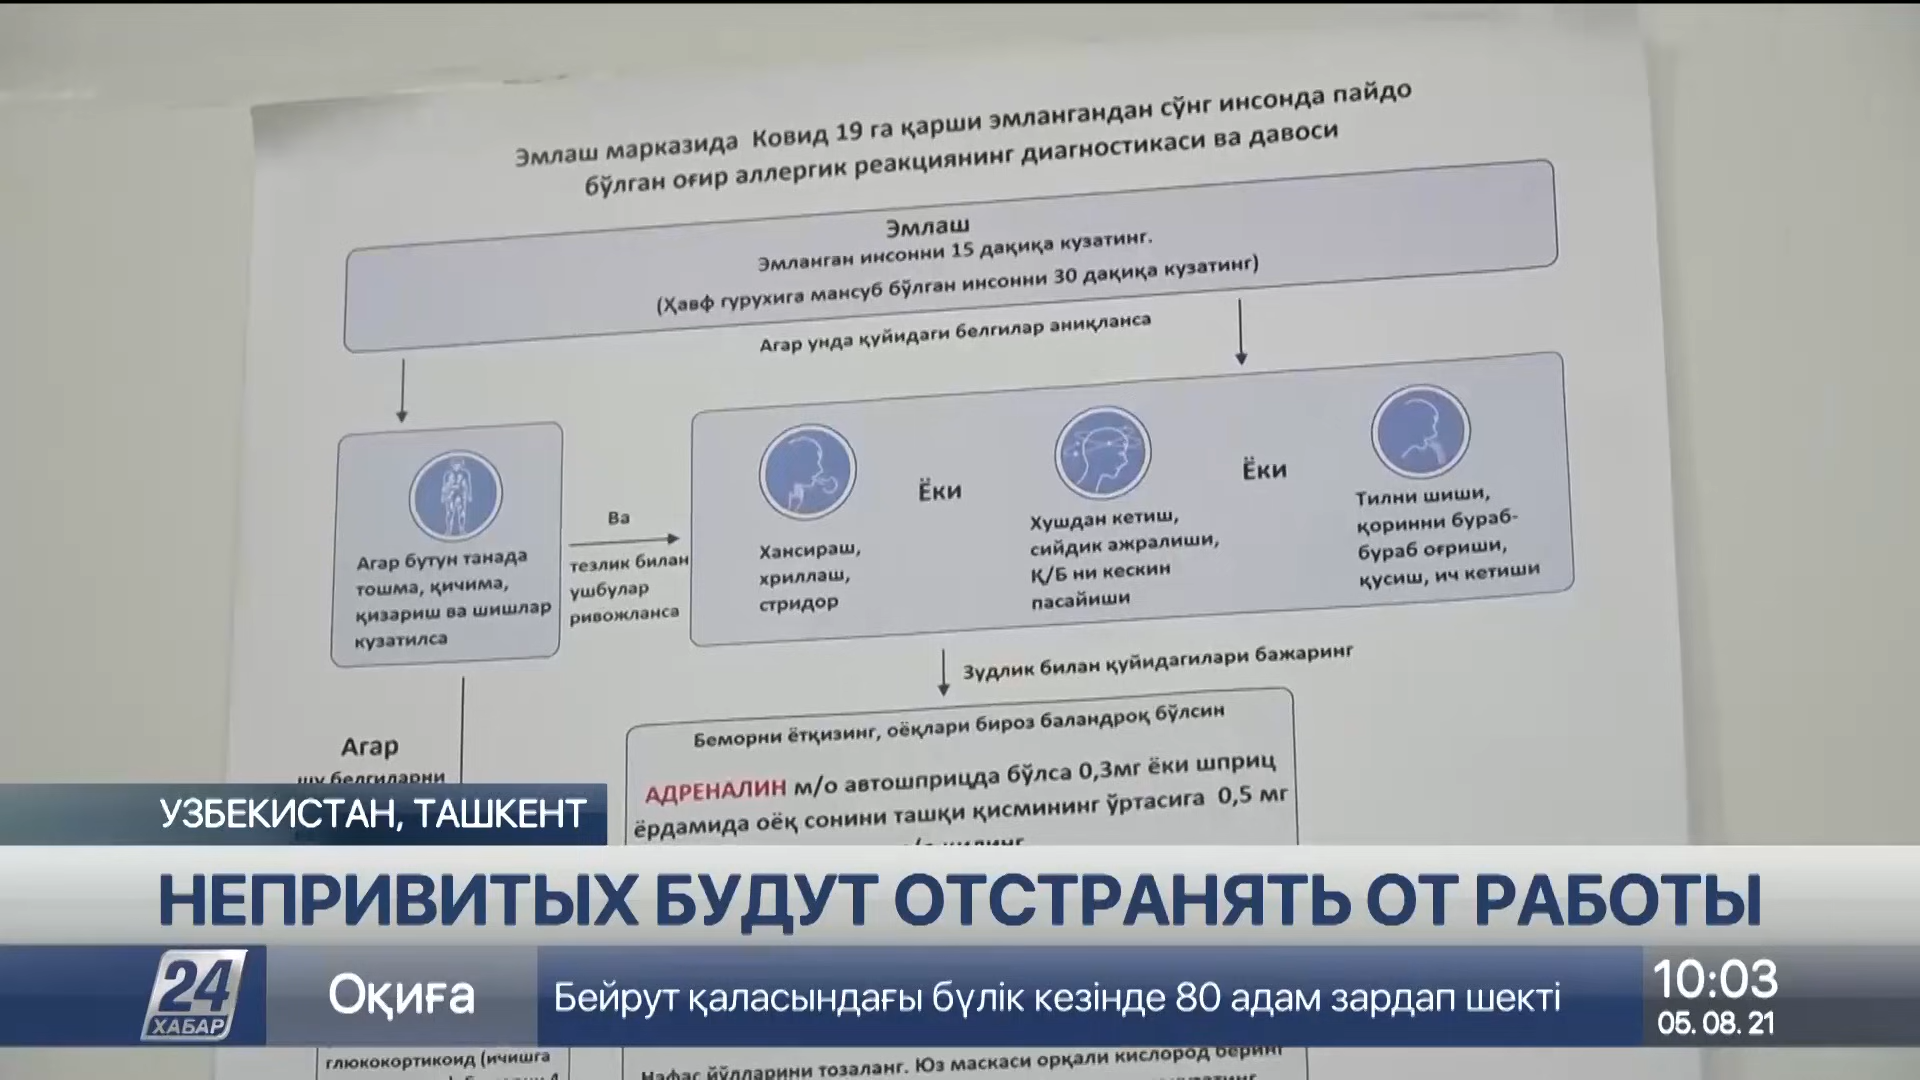 Эмлаш марказида Ковид 19 га қарши эмлангандан сўнг инсонда пайдо
бўлган оғир аллергик реакциянинг диагностикаси ва давоси
Эмлаш
Эмланган инсонни 15 дақиқа кузатинг.
(Ҳавф гурухига мансуб бўлган инсонни 30 дақиқа кузатинг)
Агар унда қуйидаги белгилар аниқланса
Агар бутун танада
тошма, қичима,
қизариш ва шишлар
кузатилса
Ва
тезлик билан
ушбулар
ривожланса
Хансираш,
хриллаш,
стридор
Ёки
Хушдан кетиш,
сийдик ажралиши,
Қ/Б ни кескин
пасайиши
Ёки
Тилни шиши,
қоринни бураб-
бураб оғриши,
қусиш, ич кетиши
Зудлик билан қуйидагилари бажаринг
Агар
шу белгиларни
Беморни ётқизинг, оёқлари бироз баландроқ бўлсин
АДРЕНАЛИН м/о автошприцда бўлса 0,3мг ёки шприц
ёрдамида оёқ сонини ташқи қисмининг ўртасига 0,5 мг
УЗБЕКИСТАН, ТАШКЕНТ
НЕПРИВИТЫХ БУДУТ ОТСТРАНЯТЬ ОТ РАБОТЫ
24
ХАБАР
Оқиға
Бейрут қаласындағы бүлік кезінде 80 адам зардап шекті
10:03
05. 08. 21
глюкокортикоид (ичишга
Нафас йўлларини тозаланг. Юз маскаси орқали кислород беринг